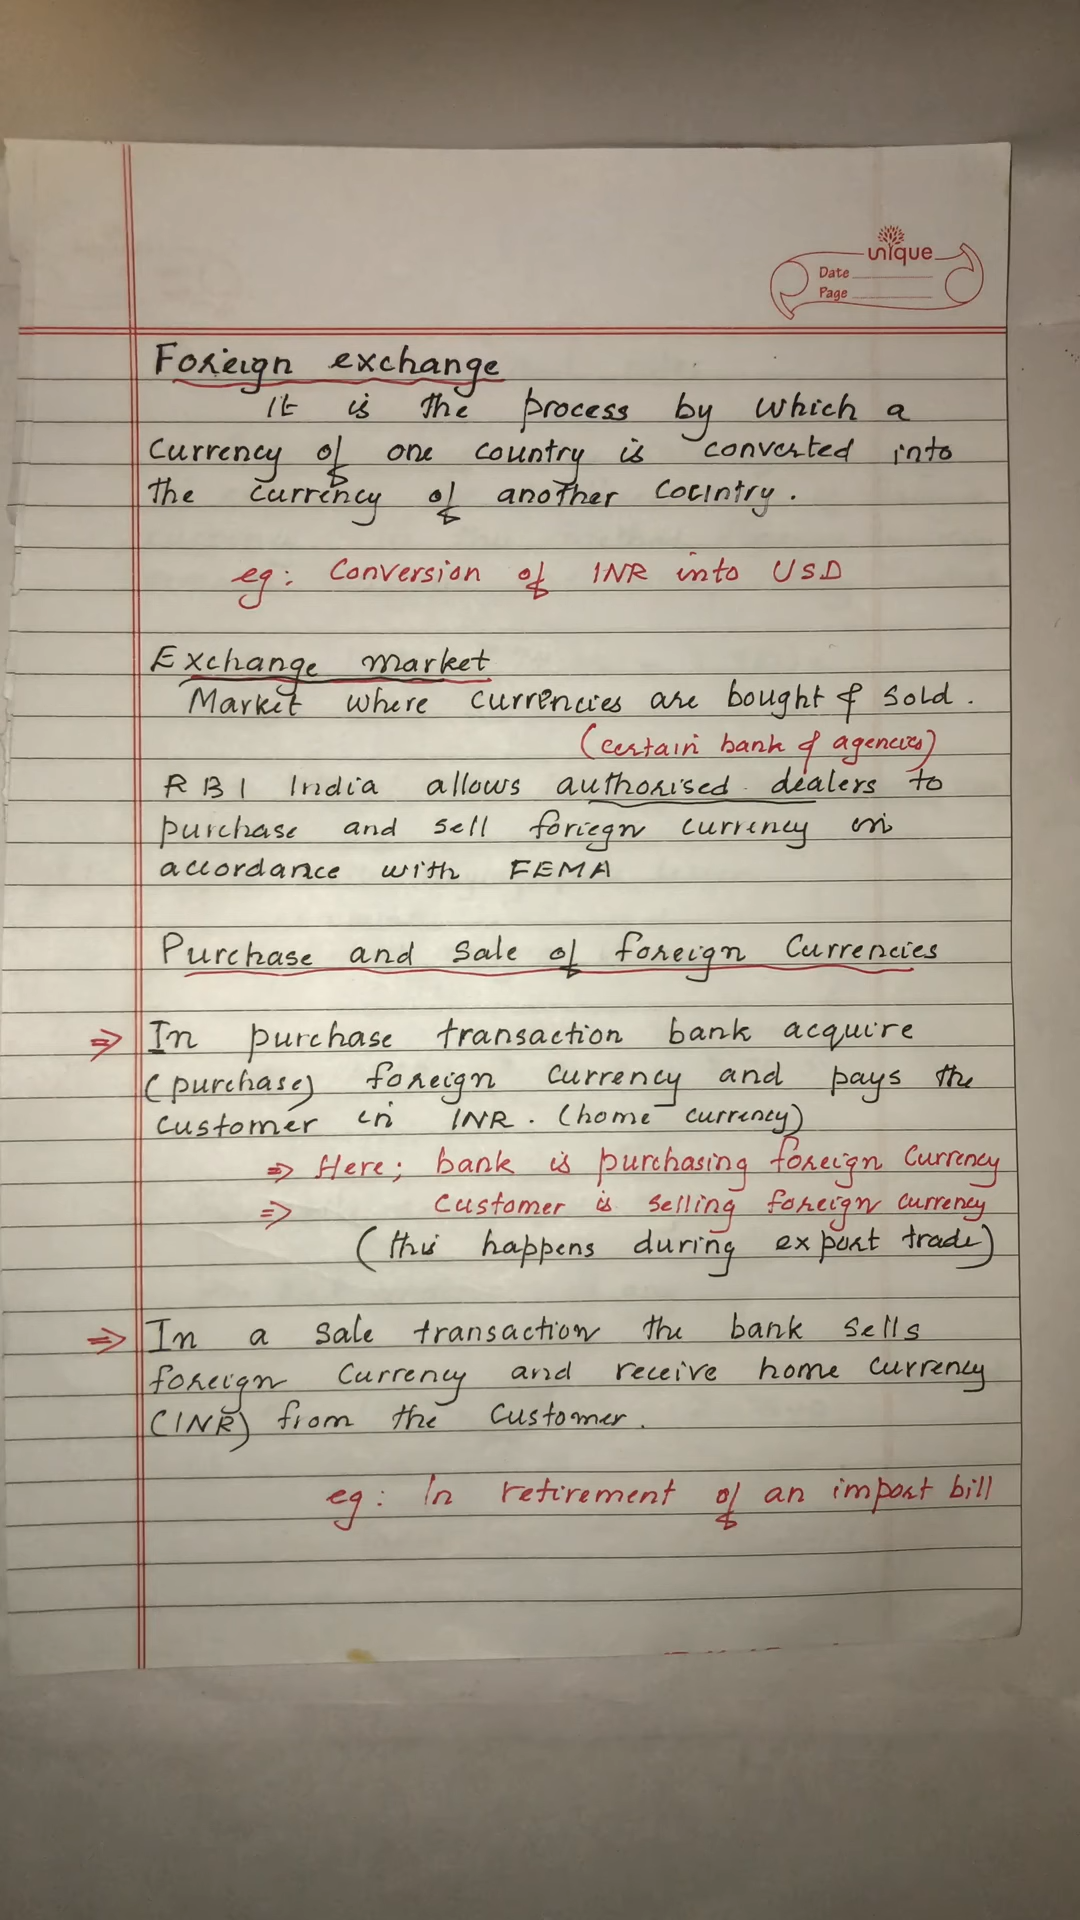 unique
Date
Page
Foreign exchange
It is the process by which a
Currency of one country is converted into
the currency of another country.
eg: Conversion of INR into USD
Exchange market
Market where currencies are bought & sold.
(certain bank & agencies)
RBI India allows authorised dealers to
purchase and sell foriegn currency in
accordance with FEMA
Purchase and Sale of foreign Currencies
⇒ In purchase transaction bank acquire
(purchase) foreign currency and pays the
customer in INR. (home currency)
⇒ Here; bank is purchasing foreign Currency
⇒ Customer is selling foreign currency
(this happens during export trade)
⇒ In a sale transaction the bank sells
foreign Currency and receive home currency
(INR) from the Customer.
eg: In retirement of an import bill